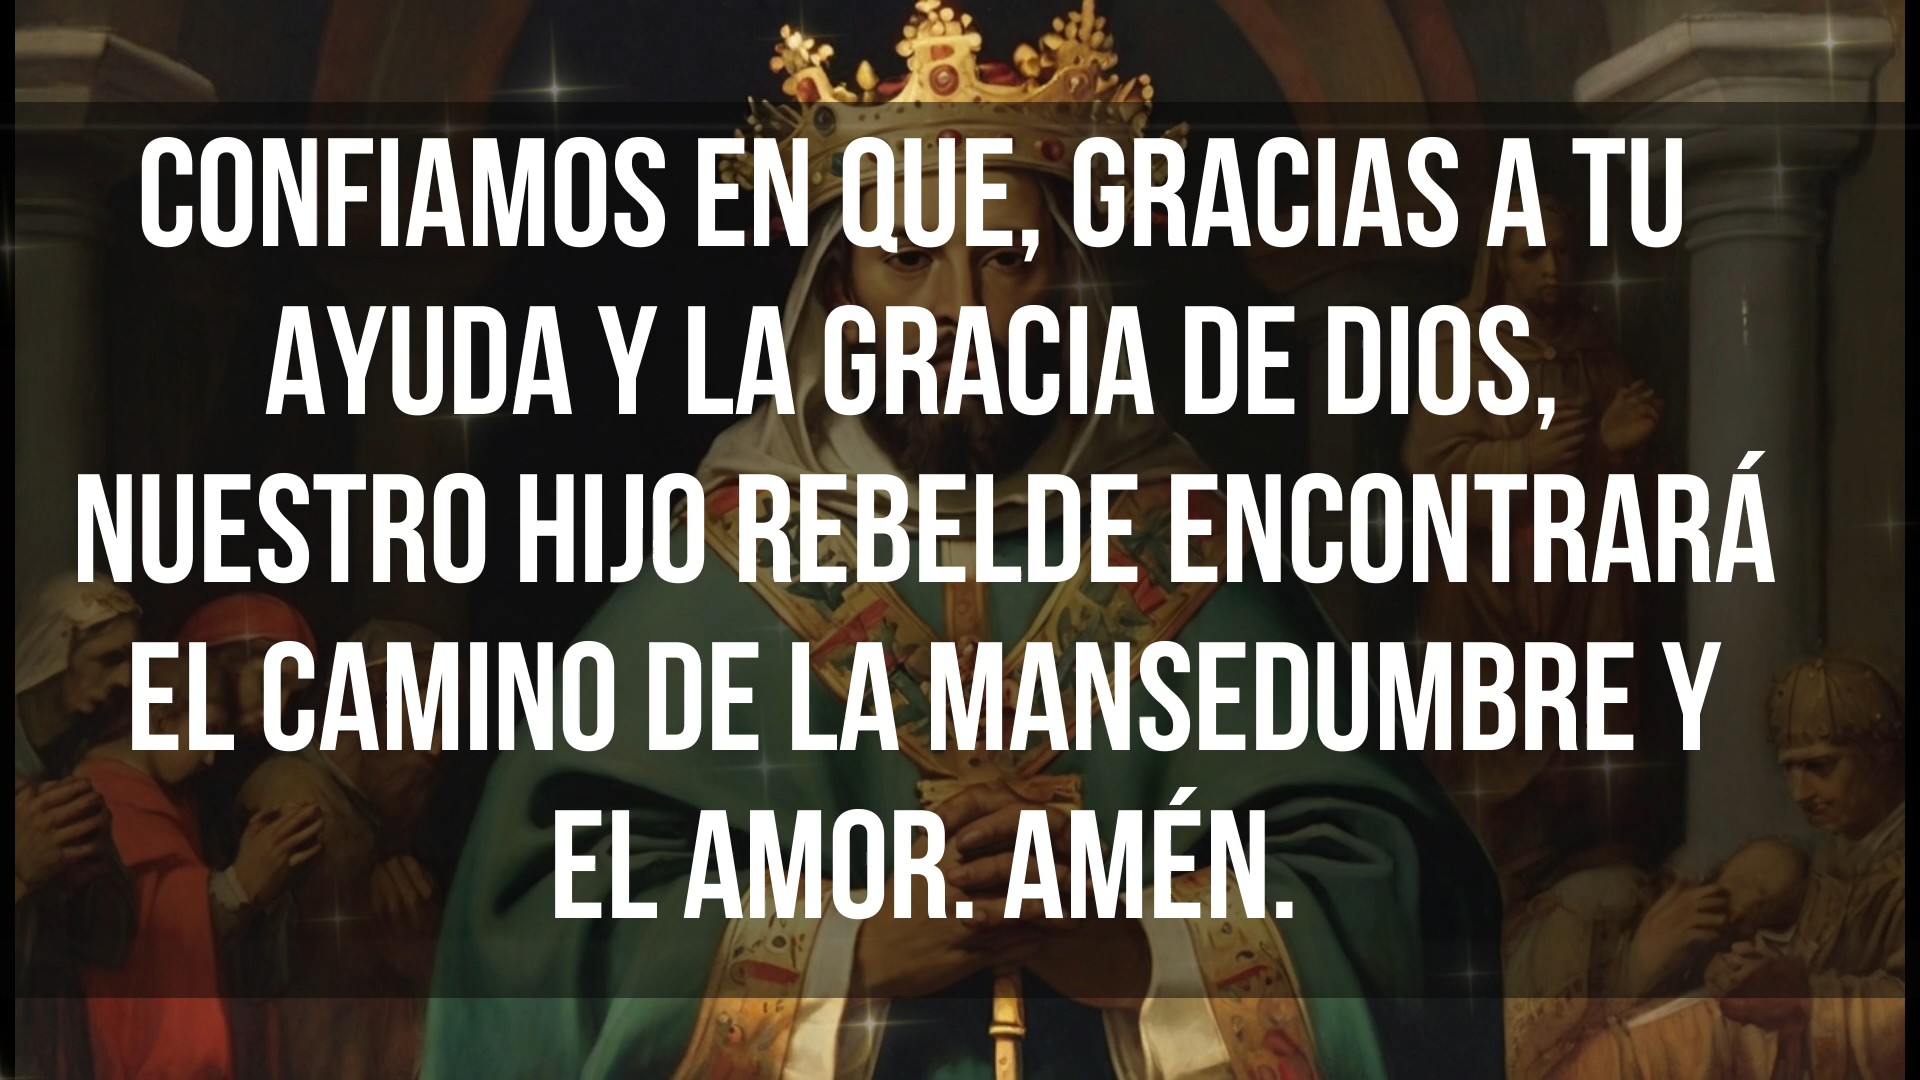 CONFIAMOS EN QUE, GRACIAS A TU
AYUDA Y LA GRACIA DE DIOS,
NUESTRO HIJO REBELDE ENCONTRARÁ
EL CAMINO DE LA MANSEDUMBRE Y
EL AMOR. AMÉN.